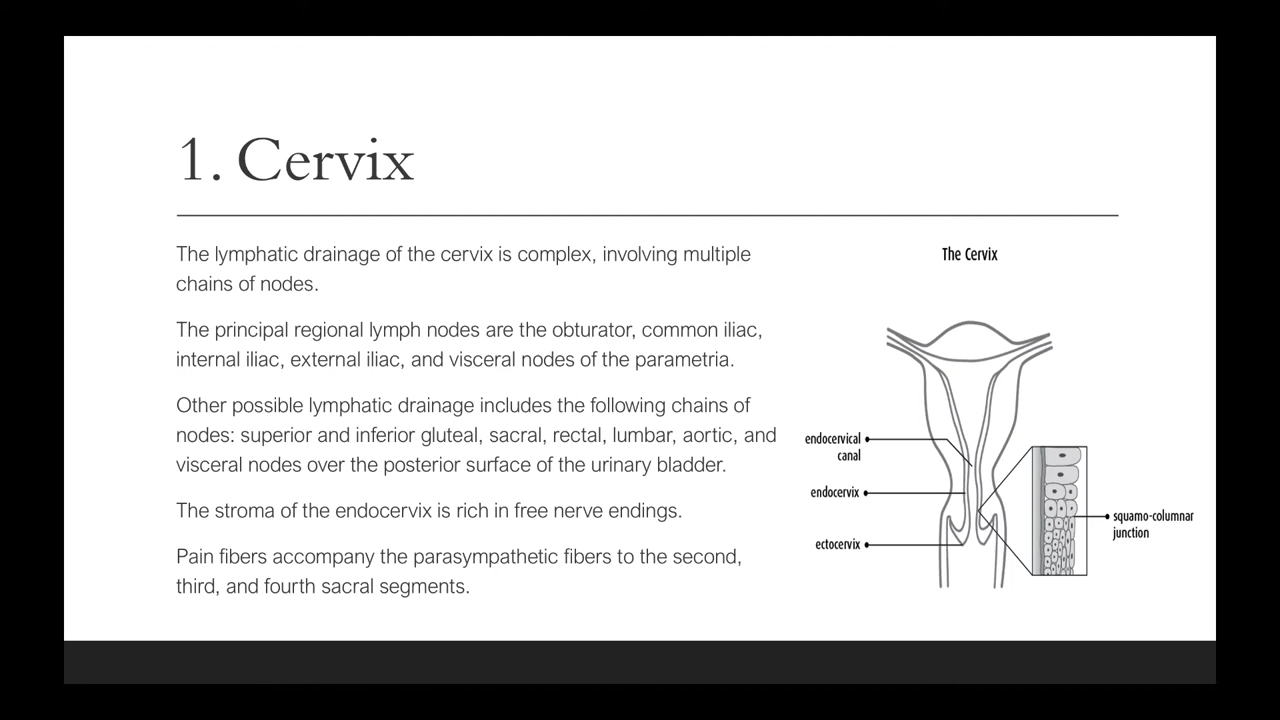 1. Cervix
The lymphatic drainage of the cervix is complex, involving multiple
chains of nodes.
The principal regional lymph nodes are the obturator, common iliac,
internal iliac, external iliac, and visceral nodes of the parametria.
Other possible lymphatic drainage includes the following chains of
nodes: superior and inferior gluteal, sacral, rectal, lumbar, aortic, and
visceral nodes over the posterior surface of the urinary bladder.
The stroma of the endocervix is rich in free nerve endings.
Pain fibers accompany the parasympathetic fibers to the second,
third, and fourth sacral segments.
The Cervix
endocervical
canal
endocervix
ectocervix
squamo-columnar
junction